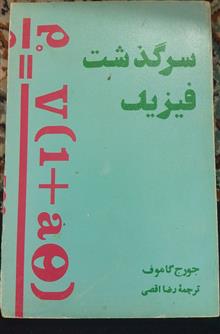 سرگذشت
فیزیک
جورج گاموف
ترجمهٔ رضا اقصی
V(1+aθ)